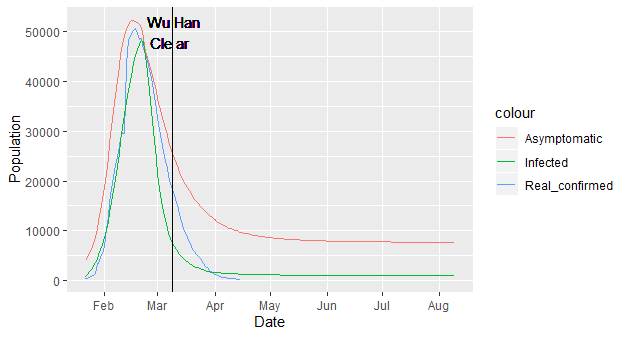 Wu Han
Clear
50000
40000
30000
20000
10000
0
Population
Feb Mar Apr May Jun Jul Aug
Date
colour
Asymptomatic
Infected
Real_confirmed